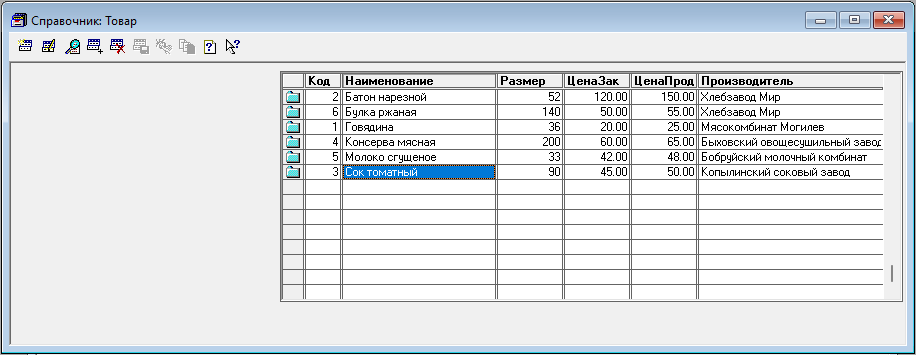 Справочник: Товар
Код Наименование Размер ЦенаЗак ЦенаПрод Производитель
2 Батон нарезной 52 120.00 150.00 Хлебзавод Мир
6 Булка ржаная 140 50.00 55.00 Хлебзавод Мир
1 Говядина 36 20.00 25.00 Мясокомбинат Могилев
4 Консерва мясная 200 60.00 65.00 Быховский овощесушильный завод
5 Молоко сгущеное 33 42.00 48.00 Бобруйский молочный комбинат
3 Сок томатный 90 45.00 50.00 Копылинский соковый завод